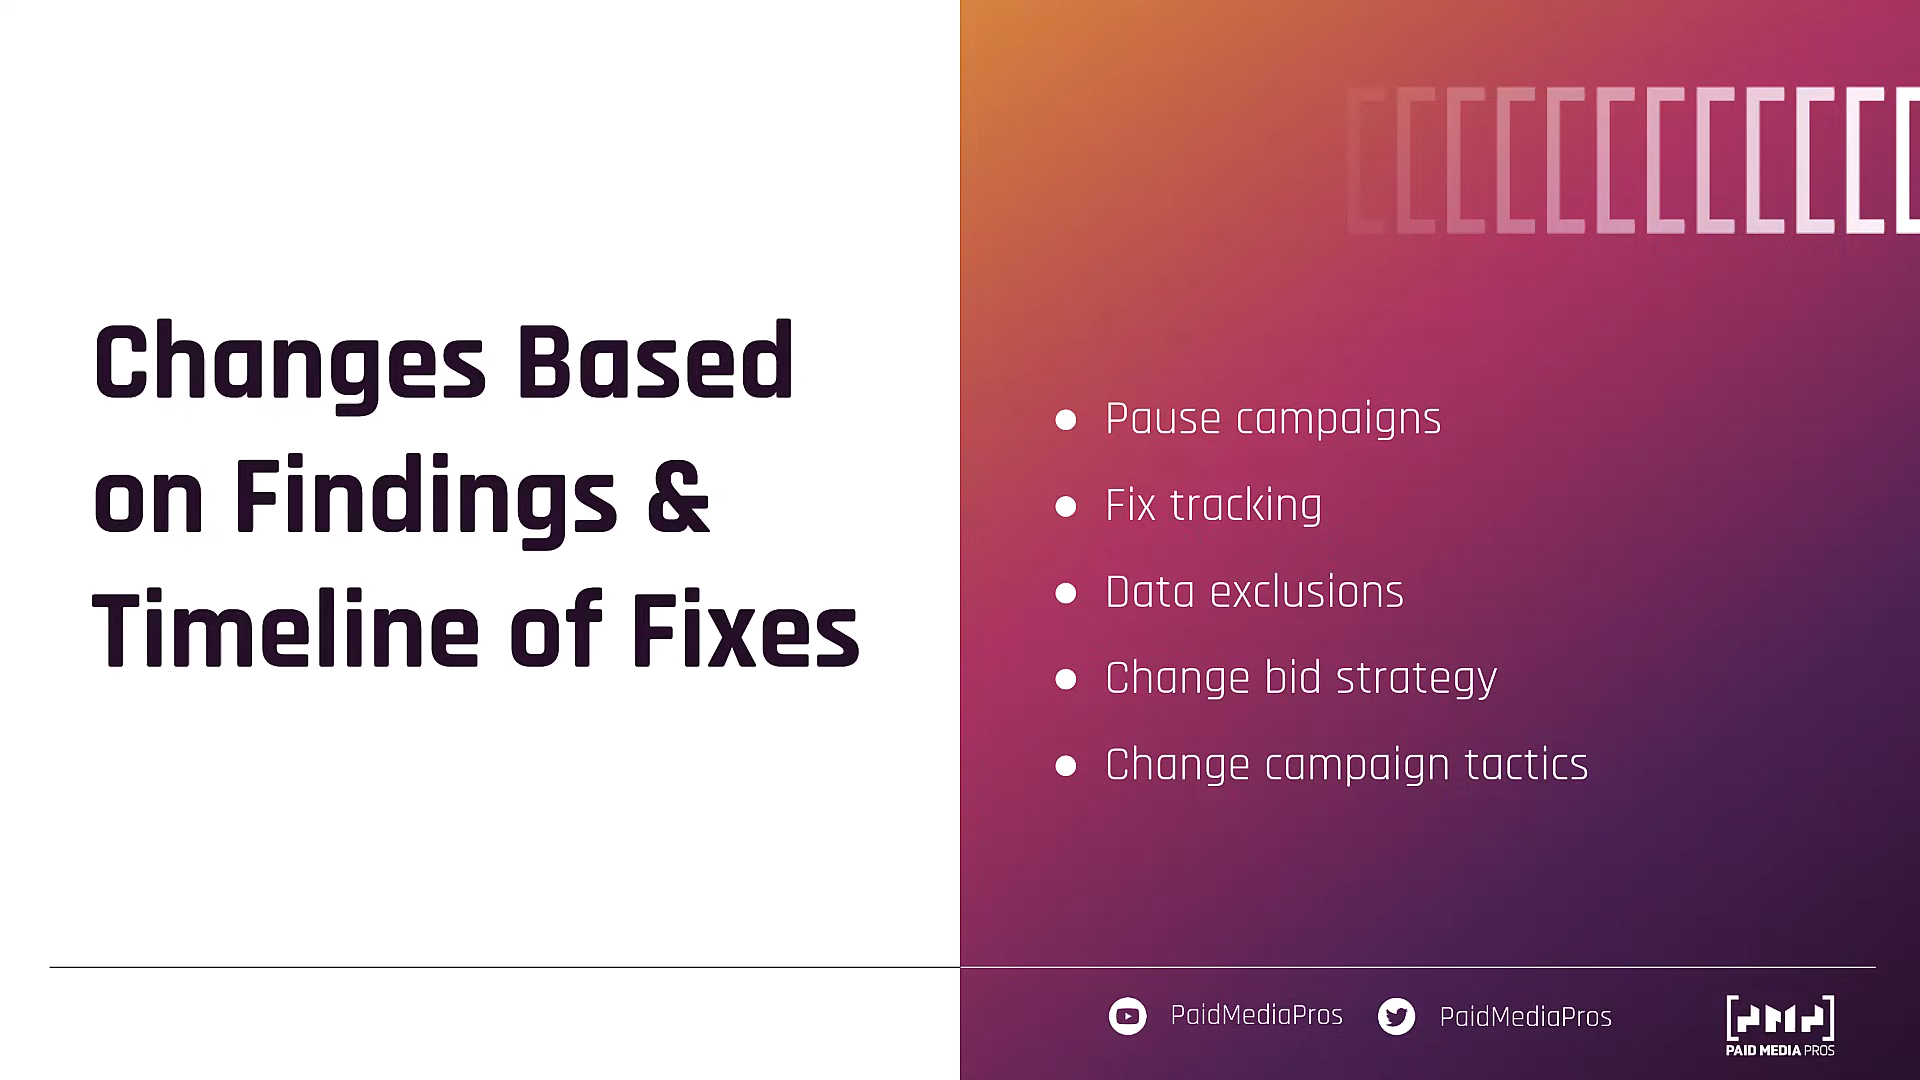 Changes Based
on Findings &
Timeline of Fixes
Pause campaigns
Fix tracking
Data exclusions
Change bid strategy
Change campaign tactics
PaidMediaPros
PaidMediaPros
PMP
PAID MEDIA PROS